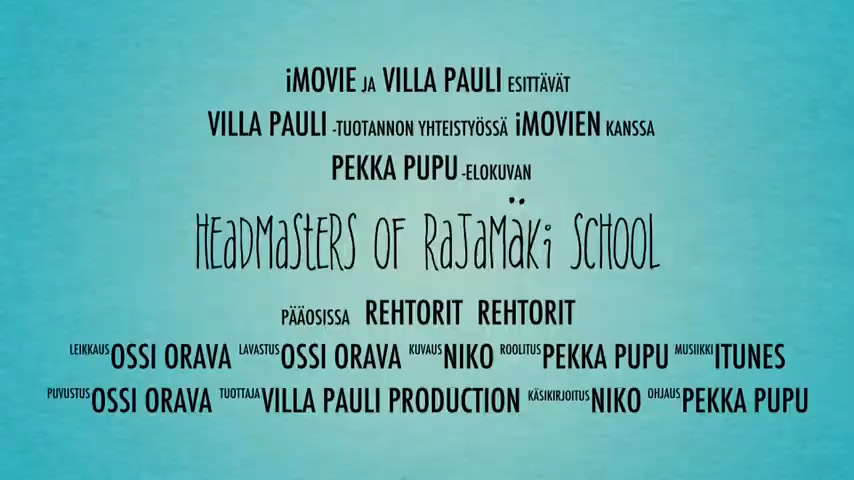 iMOVIE JA VILLA PAULI ESITTÄVÄT
VILLA PAULI -TUOTANNON YHTEISTYÖSSÄ iMOVIEN KANSSA
PEKKA PUPU -ELOKUVAN
HEADMASTERS OF RAJAMÄKI SCHOOL
PÄÄOSISSA REHTORIT REHTORIT
LEIKKAUS OSSI ORAVA LAVASTUS OSSI ORAVA KUVAUS NIKO ROOLITUS PEKKA PUPU MUSIIKKI ITUNES
PUVUSTUS OSSI ORAVA TUOTTAJA VILLA PAULI PRODUCTION KÄSIKIRJOITUS NIKO OHJAUS PEKKA PUPU